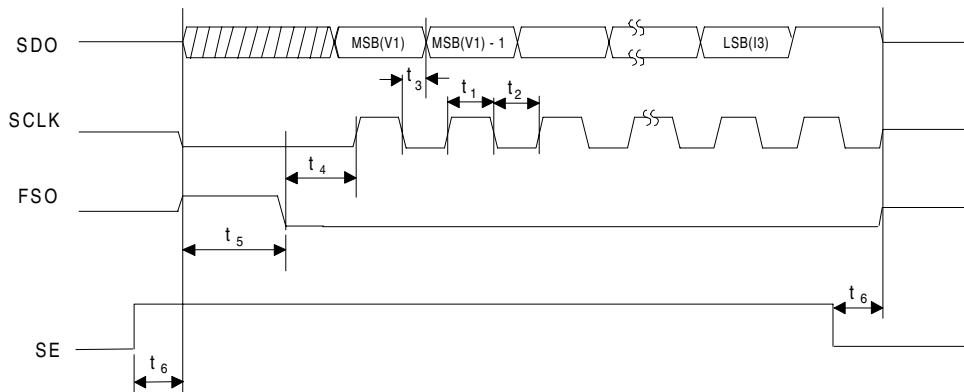 SDO
MSB(V1)
MSB(V1) - 1
LSB(I3)
t3
t1
t2
SCLK
t4
FSO
t5
t6
SE
t6